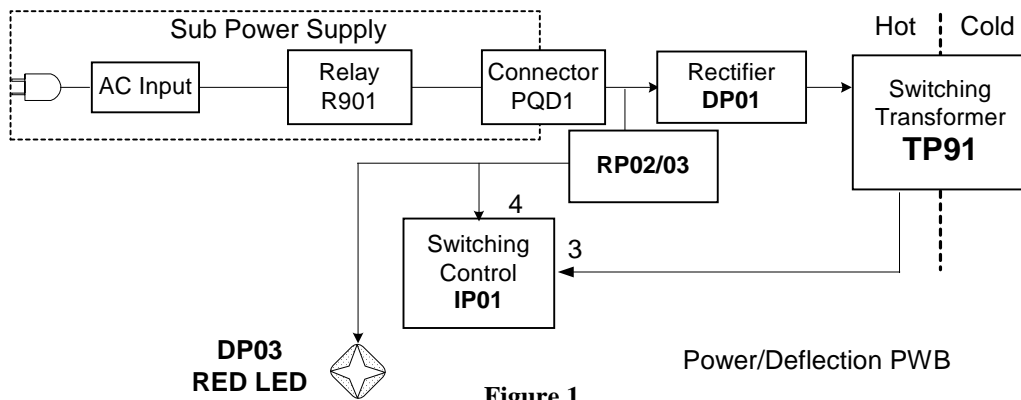 Sub Power Supply
Hot
Cold
AC Input
Relay
R901
Connector
PQD1
Rectifier
DP01
Switching
Transformer
TP91
RP02/03
4
Switching
Control
IP01
3
DP03
RED LED
Power/Deflection PWB
Figure 1